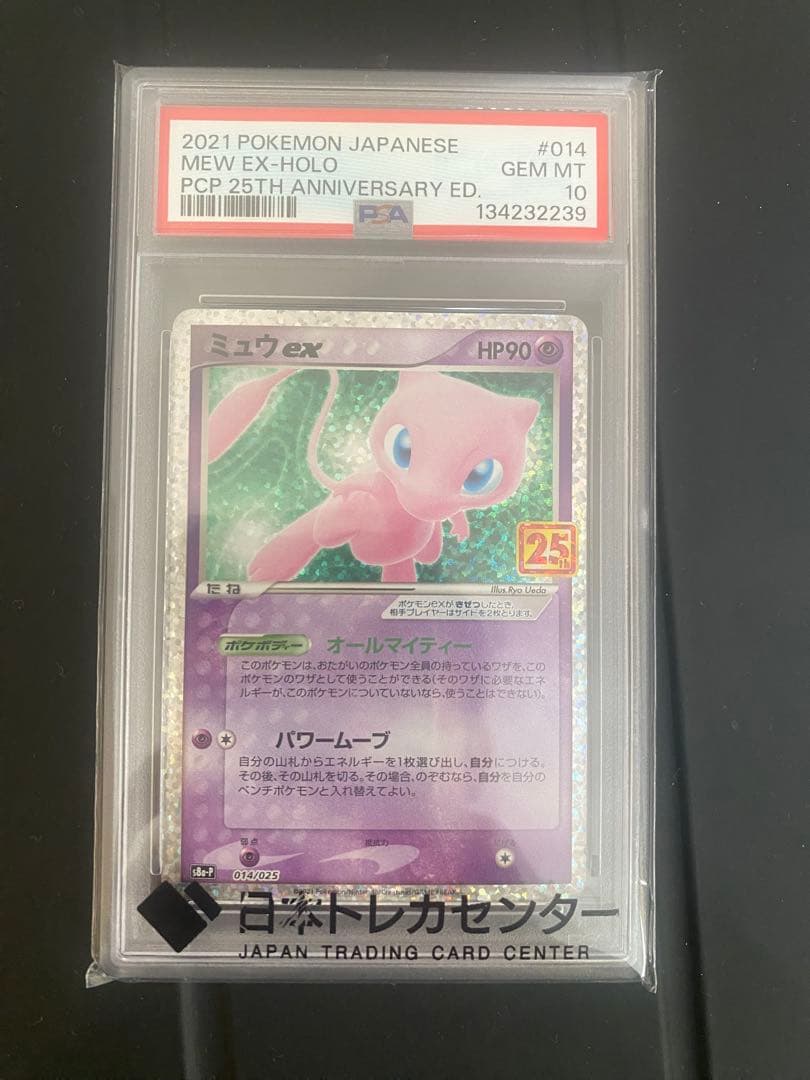 2021 POKEMON JAPANESE #014
MEW EX-HOLO GEM MT
PCP 25TH ANNIVERSARY ED. 10
PSA 134232239
ミュウex HP90
25th
たね
Illus.Ryo Ueda
ポケモンexがきぜつしたとき、
相手プレイヤーはサイドを2枚とります。
ポケボディー オールマイティー
このポケモンは、おたがいのポケモン全員の持っているワザを、この
ポケモンのワザとして使うことができる(そのワザに必要なエネ
ルギーが、このポケモンについていないなら、使うことはできない)。
パワームーブ
自分の山札からエネルギーを1枚選び出し、自分につける。
その後、その山札を切る。その場合、のぞむなら、自分を自分の
ベンチポケモンと入れ替えてよい。
弱点 抵抗力
s8a-P 014/025
日本トレカセンター
JAPAN TRADING CARD CENTER